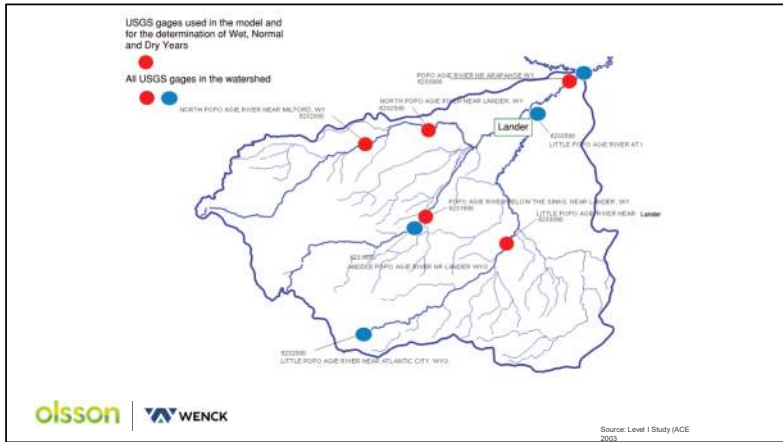 USGS gages used in the model and
for the determination of Wet, Normal
and Dry Years
All USGS gages in the watershed
POPO AGIE RIVER NR ARAPAHOE WY
NORTH POPO AGIE RIVER NEAR MILFORD, WY
NORTH POPO AGIE RIVER NEAR LANDER, WY
Lander
LITTLE POPO AGIE RIVER AT
POPO AGIE RIVER BELOW THE SINKS, NEAR LANDER, WY
LITTLE POPO AGIE RIVER NEAR Lander
MIDDLE POPO AGIE RIVER NR LANDER WYO
LITTLE POPO AGIE RIVER NEAR ATLANTIC CITY, WYO
olsson
WENCK
Source: Level I Study (ACE
2003